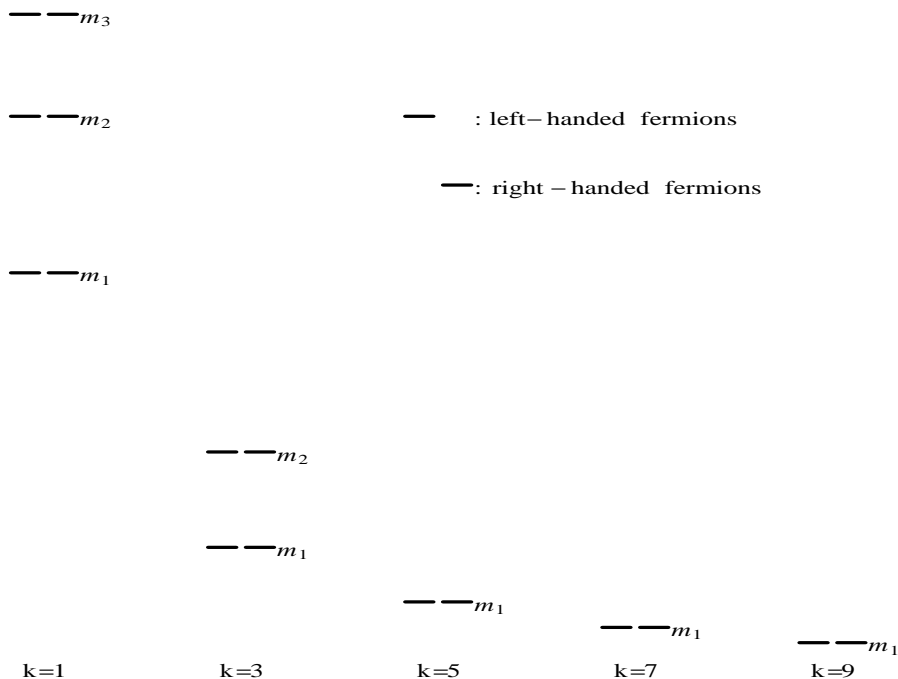 m₃
m₂
: left-handed fermions
: right-handed fermions
m₁
m₂
m₁
m₁
m₁
m₁
k=1 k=3 k=5 k=7 k=9